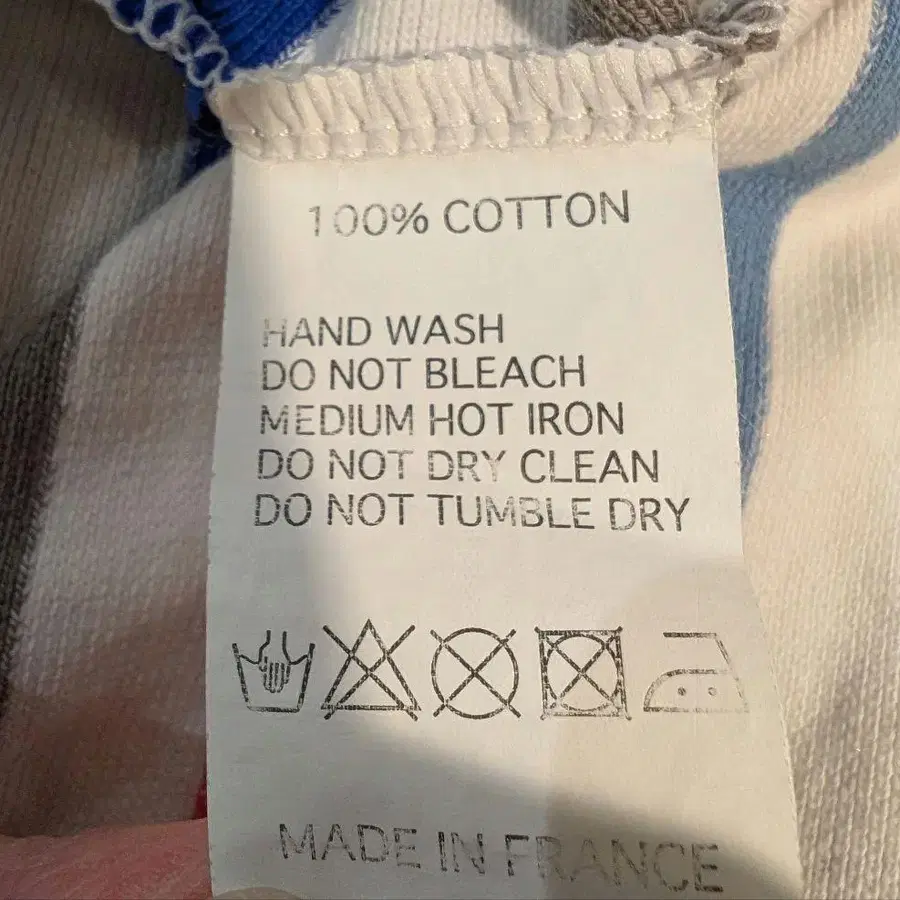 100% COTTON
HAND WASH
DO NOT BLEACH
MEDIUM HOT IRON
DO NOT DRY CLEAN
DO NOT TUMBLE DRY
MADE IN FRANCE